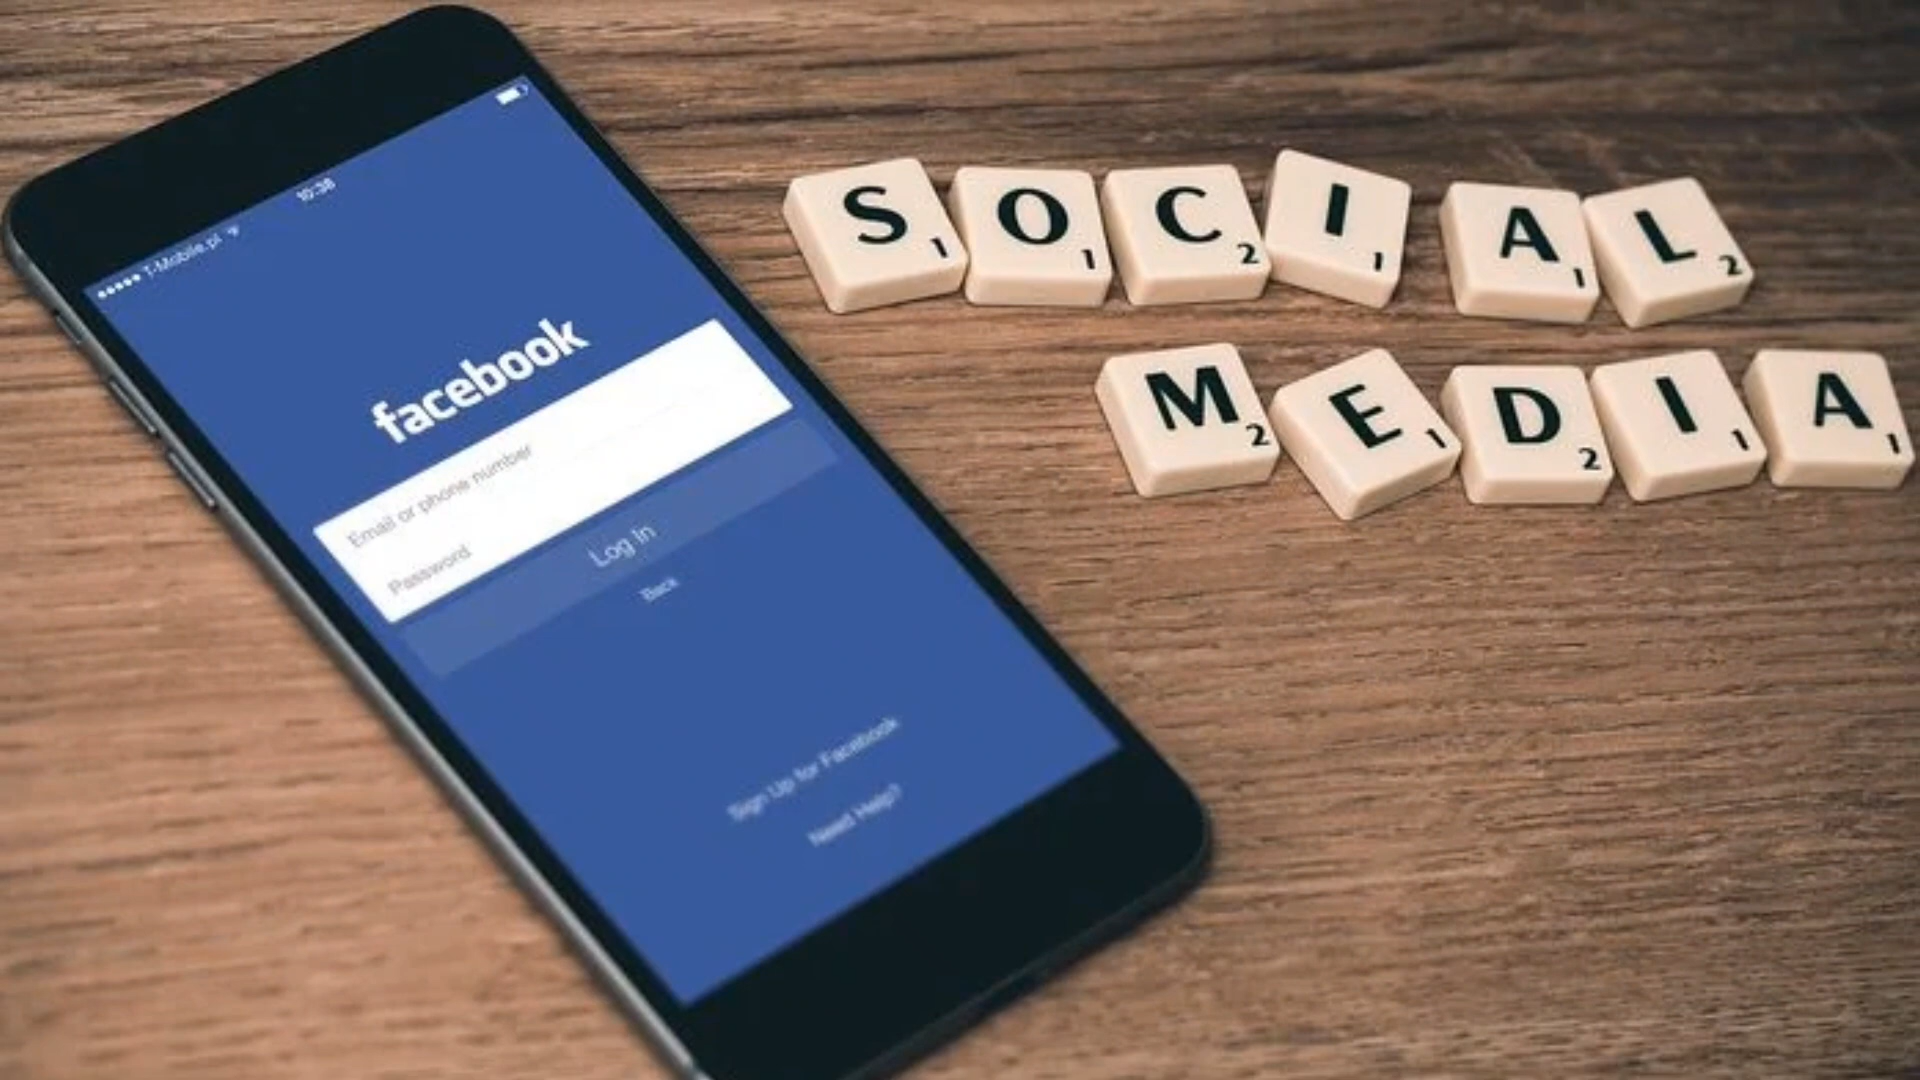 T-Mobile.pl
10:38
facebook
Email or phone number
Password
Log In
Back
Sign Up for Facebook
Need Help?
S1 O1 C2 I1 A1 L2
M2 E1 D2 I1 A1